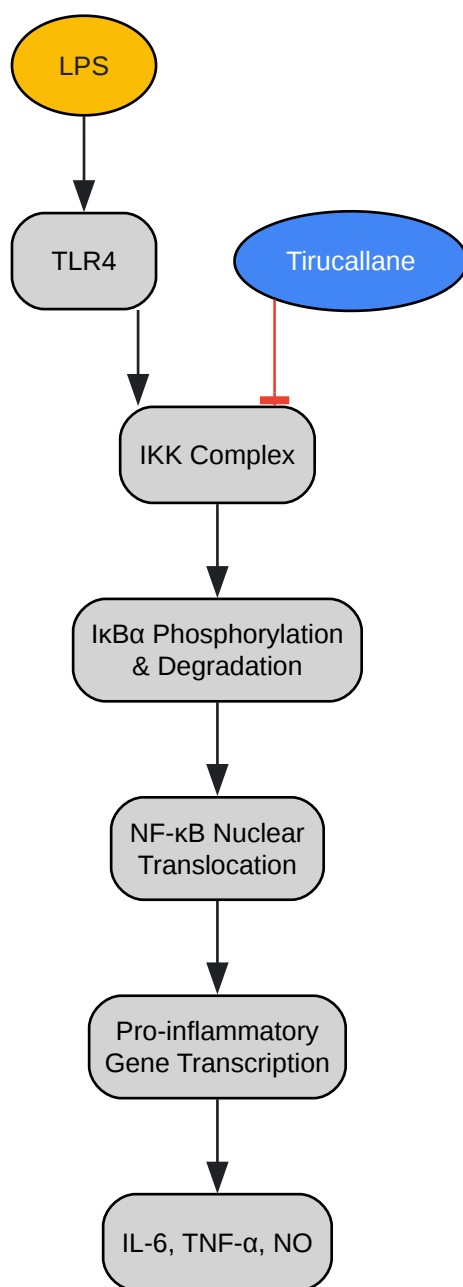 LPS
TLR4
Tirucallane
IKK Complex
IκBα Phosphorylation
& Degradation
NF-κB Nuclear
Translocation
Pro-inflammatory
Gene Transcription
IL-6, TNF-α, NO